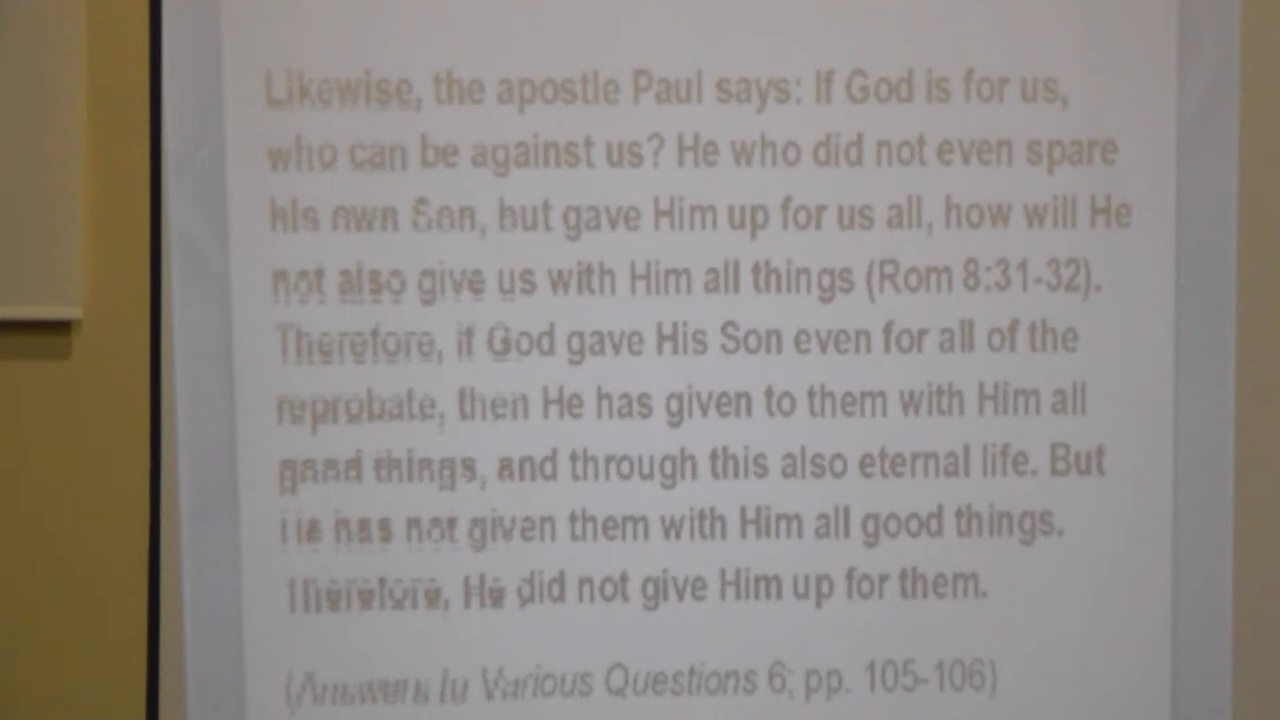 Likewise, the apostle Paul says: If God is for us,
who can be against us? He who did not even spare
his own Son, but gave Him up for us all, how will He
not also give us with Him all things (Rom 8:31-32).
Therefore, if God gave His Son even for all of the
reprobate, then He has given to them with Him all
good things, and through this also eternal life. But
He has not given them with Him all good things.
Therefore, He did not give Him up for them.
(Answers to Various Questions 6; pp. 105-106)